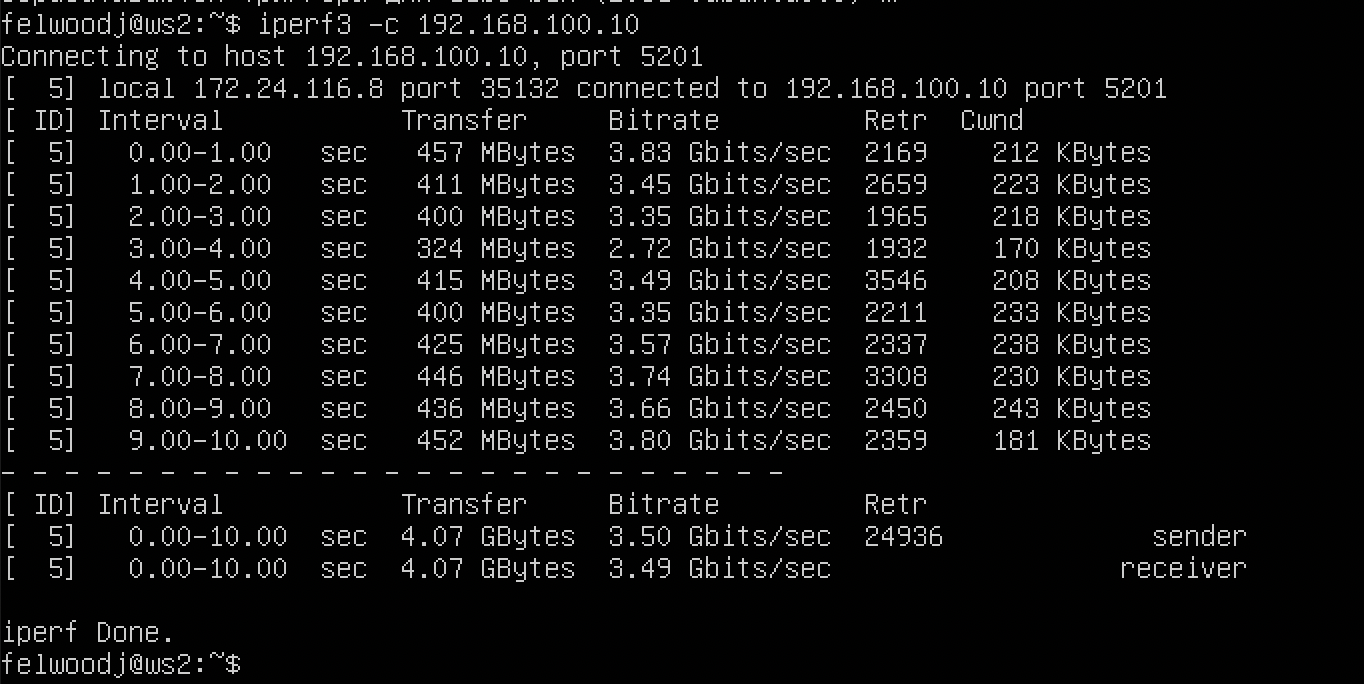 felwoodj@ws2:~$ iperf3 -c 192.168.100.10
Connecting to host 192.168.100.10, port 5201
[  5] local 172.24.116.8 port 35132 connected to 192.168.100.10 port 5201
[ ID] Interval           Transfer     Bitrate         Retr  Cwnd
[  5]   0.00-1.00   sec   457 MBytes  3.83 Gbits/sec  2169    212 KBytes
[  5]   1.00-2.00   sec   411 MBytes  3.45 Gbits/sec  2659    223 KBytes
[  5]   2.00-3.00   sec   400 MBytes  3.35 Gbits/sec  1965    218 KBytes
[  5]   3.00-4.00   sec   324 MBytes  2.72 Gbits/sec  1932    170 KBytes
[  5]   4.00-5.00   sec   415 MBytes  3.49 Gbits/sec  3546    208 KBytes
[  5]   5.00-6.00   sec   400 MBytes  3.35 Gbits/sec  2211    233 KBytes
[  5]   6.00-7.00   sec   425 MBytes  3.57 Gbits/sec  2337    238 KBytes
[  5]   7.00-8.00   sec   446 MBytes  3.74 Gbits/sec  3308    230 KBytes
[  5]   8.00-9.00   sec   436 MBytes  3.66 Gbits/sec  2450    243 KBytes
[  5]   9.00-10.00  sec   452 MBytes  3.80 Gbits/sec  2359    181 KBytes
- - - - - - - - - - - - - - - - - - - - - - - - -
[ ID] Interval           Transfer     Bitrate         Retr
[  5]   0.00-10.00  sec  4.07 GBytes  3.50 Gbits/sec  24936             sender
[  5]   0.00-10.00  sec  4.07 GBytes  3.49 Gbits/sec                  receiver
iperf Done.
felwoodj@ws2:~$